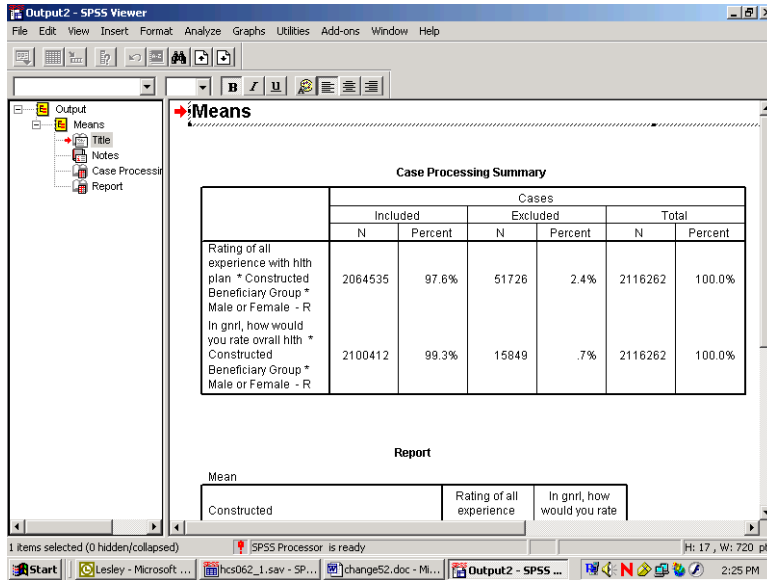 Output2 - SPSS Viewer
File Edit View Insert Format Analyze Graphs Utilities Add-ons Window Help
B I U
Output
Means
Title
Notes
Case Processin
Report
Means
Case Processing Summary
Cases
Included Excluded Total
N Percent N Percent N Percent
Rating of all
experience with hlth
plan * Constructed
Beneficiary Group *
Male or Female - R
2064535 97.6% 51726 2.4% 2116262 100.0%
In gnrl, how would
you rate ovrall hlth *
Constructed
Beneficiary Group *
Male or Female - R
2100412 99.3% 15849 .7% 2116262 100.0%
Report
Mean
Constructed
Rating of all
experience
In gnrl, how
would you rate
1 items selected (0 hidden/collapsed)
SPSS Processor is ready
H: 17 , W: 720 pt
Start
Lesley - Microsoft ...
hcs062_1.sav - SP...
change52.doc - Mi...
Output2 - SPSS ...
2:25 PM